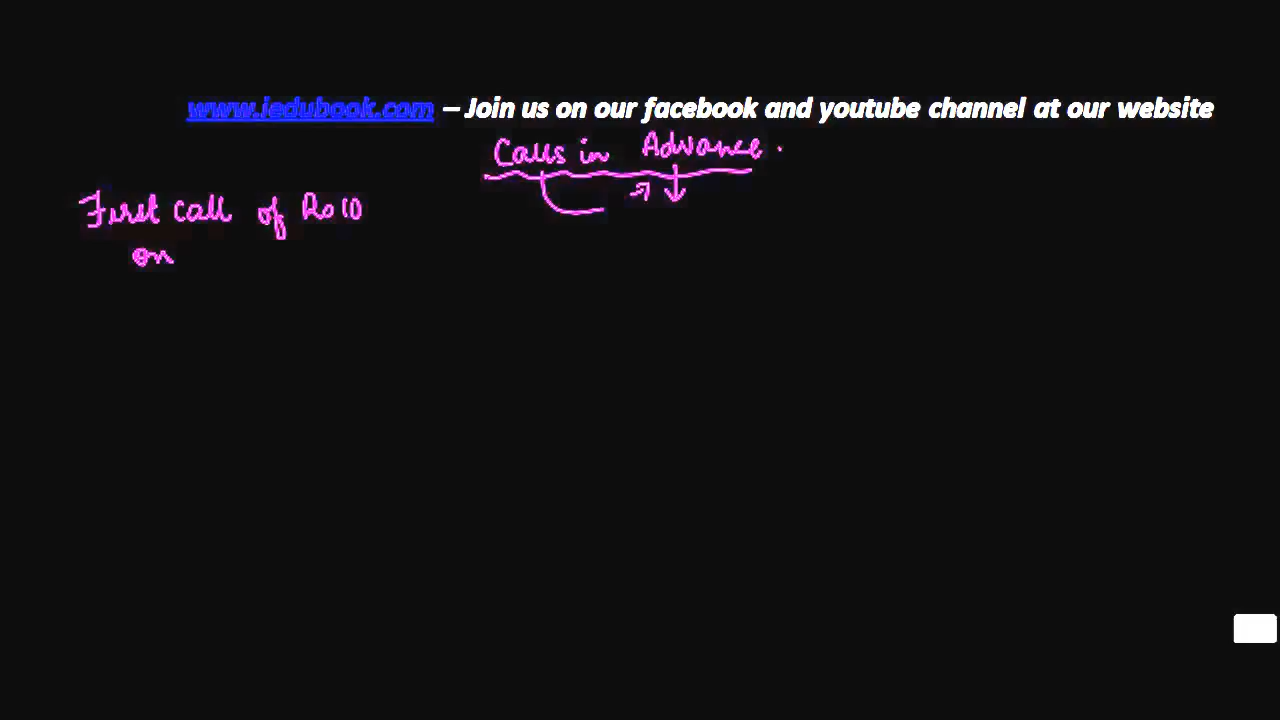 www.iedubook.com – Join us on our facebook and youtube channel at our website
Calls in Advance.
First call of Rs 10
on